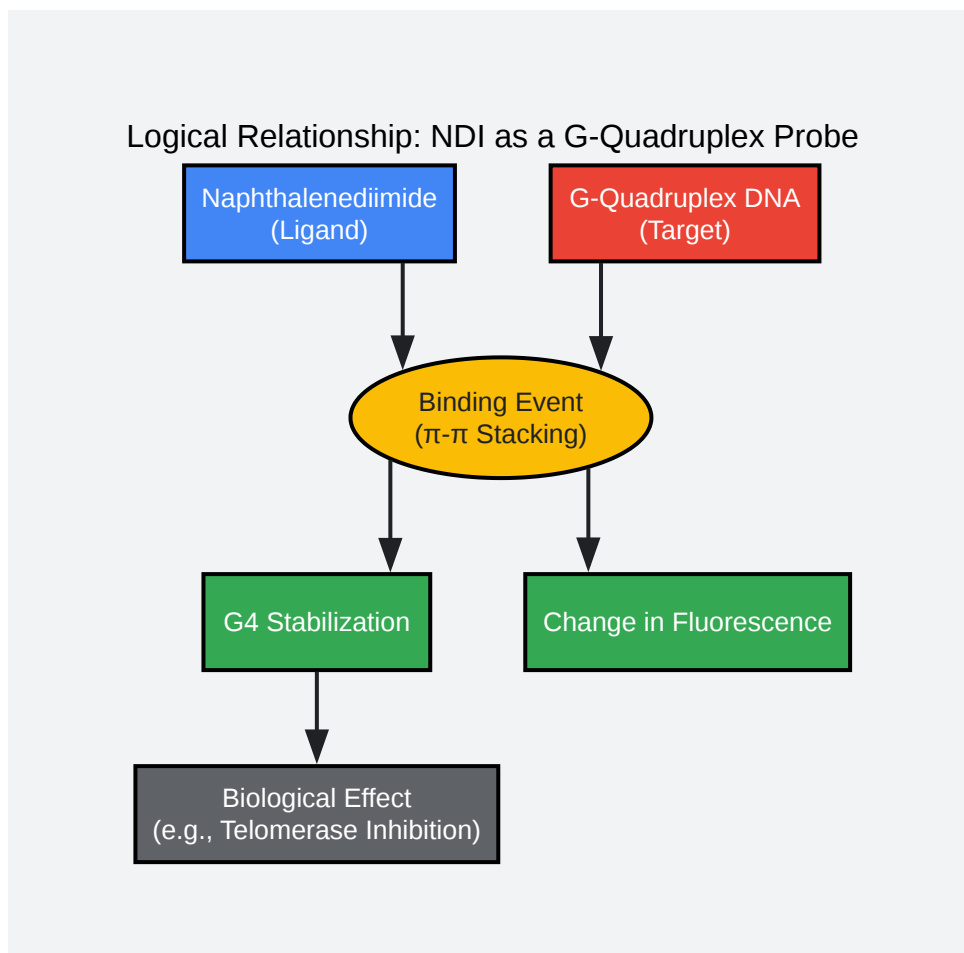 Logical Relationship: NDI as a G-Quadruplex Probe
Naphthalenediimide
(Ligand)
G-Quadruplex DNA
(Target)
Binding Event
(π-π Stacking)
G4 Stabilization
Change in Fluorescence
Biological Effect
(e.g., Telomerase Inhibition)